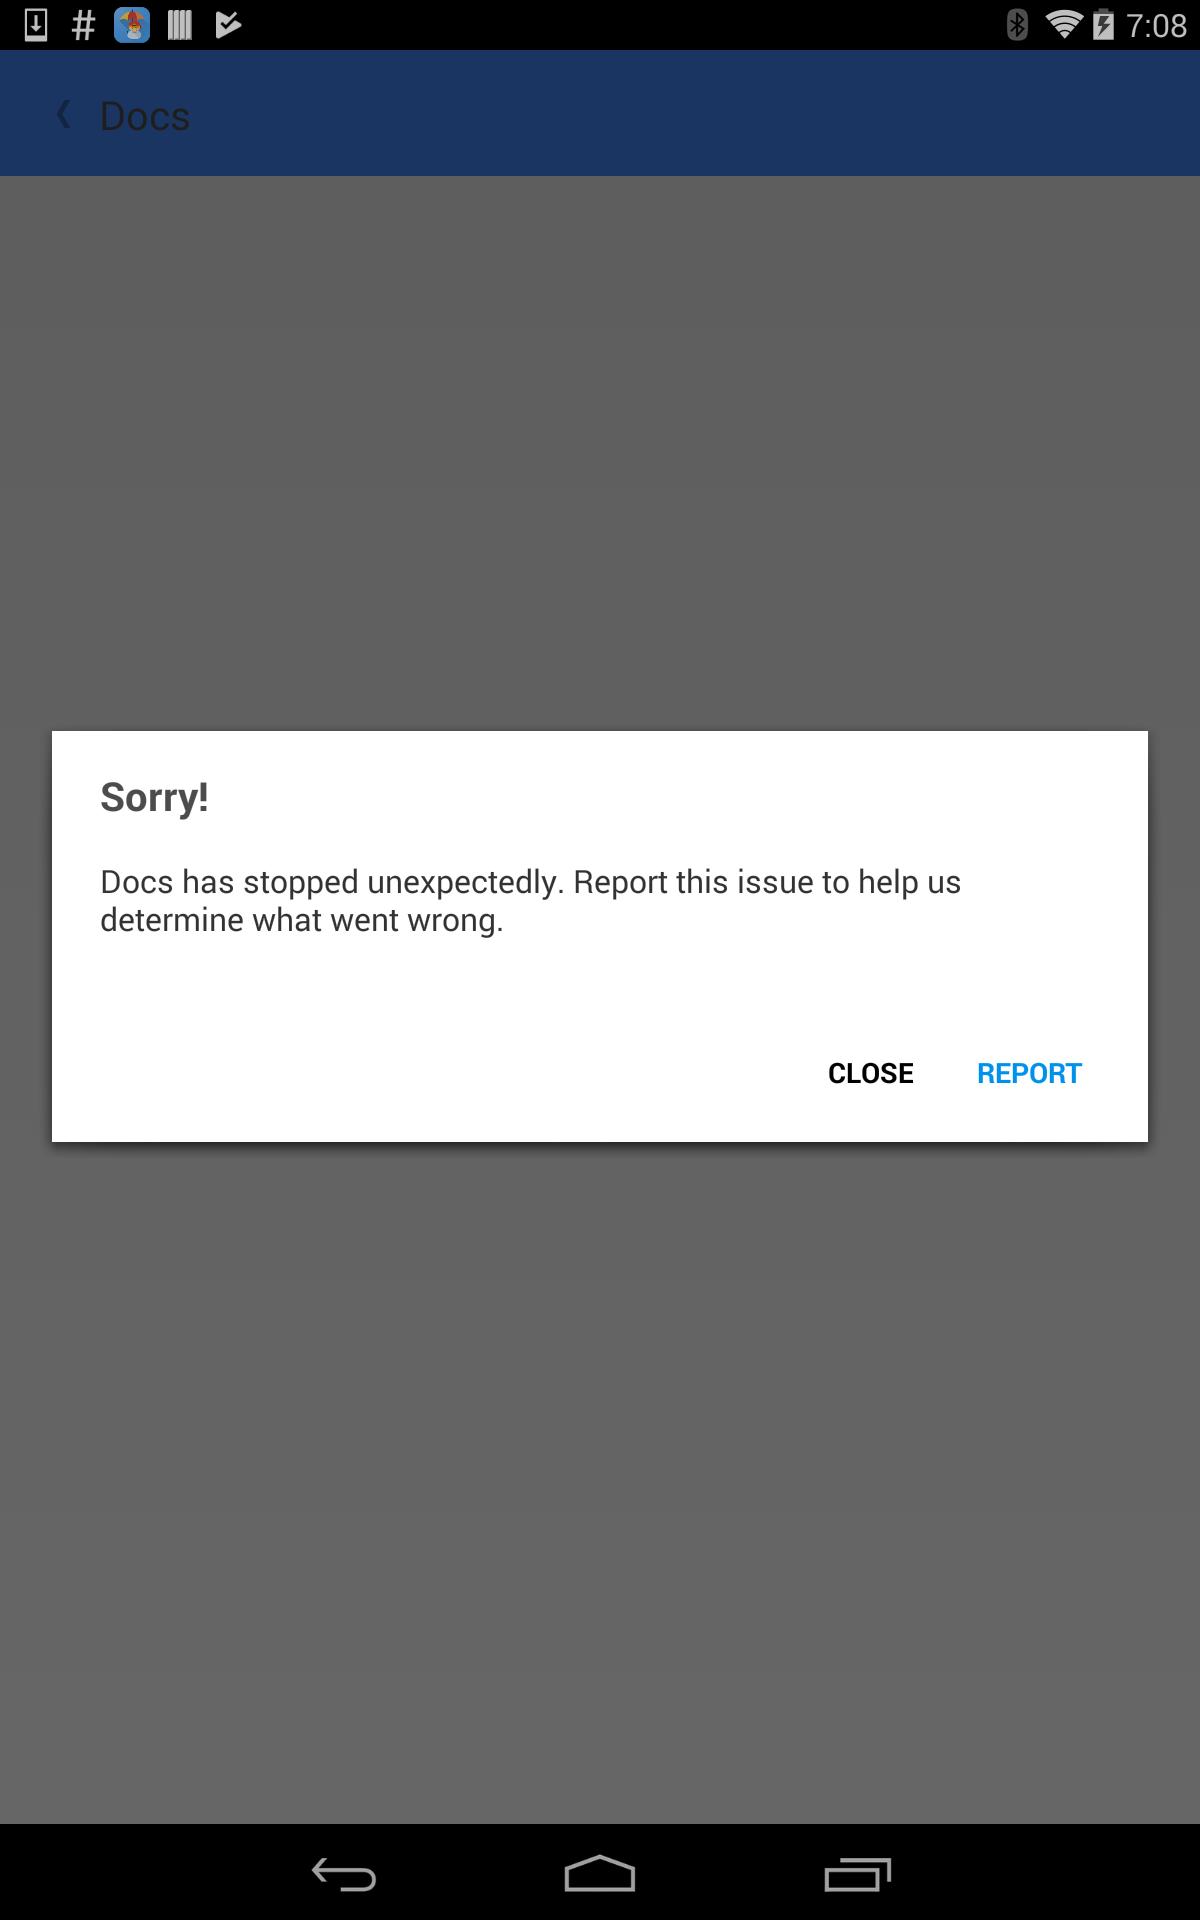 7:08
Docs
Sorry!
Docs has stopped unexpectedly. Report this issue to help us
determine what went wrong.
CLOSE REPORT